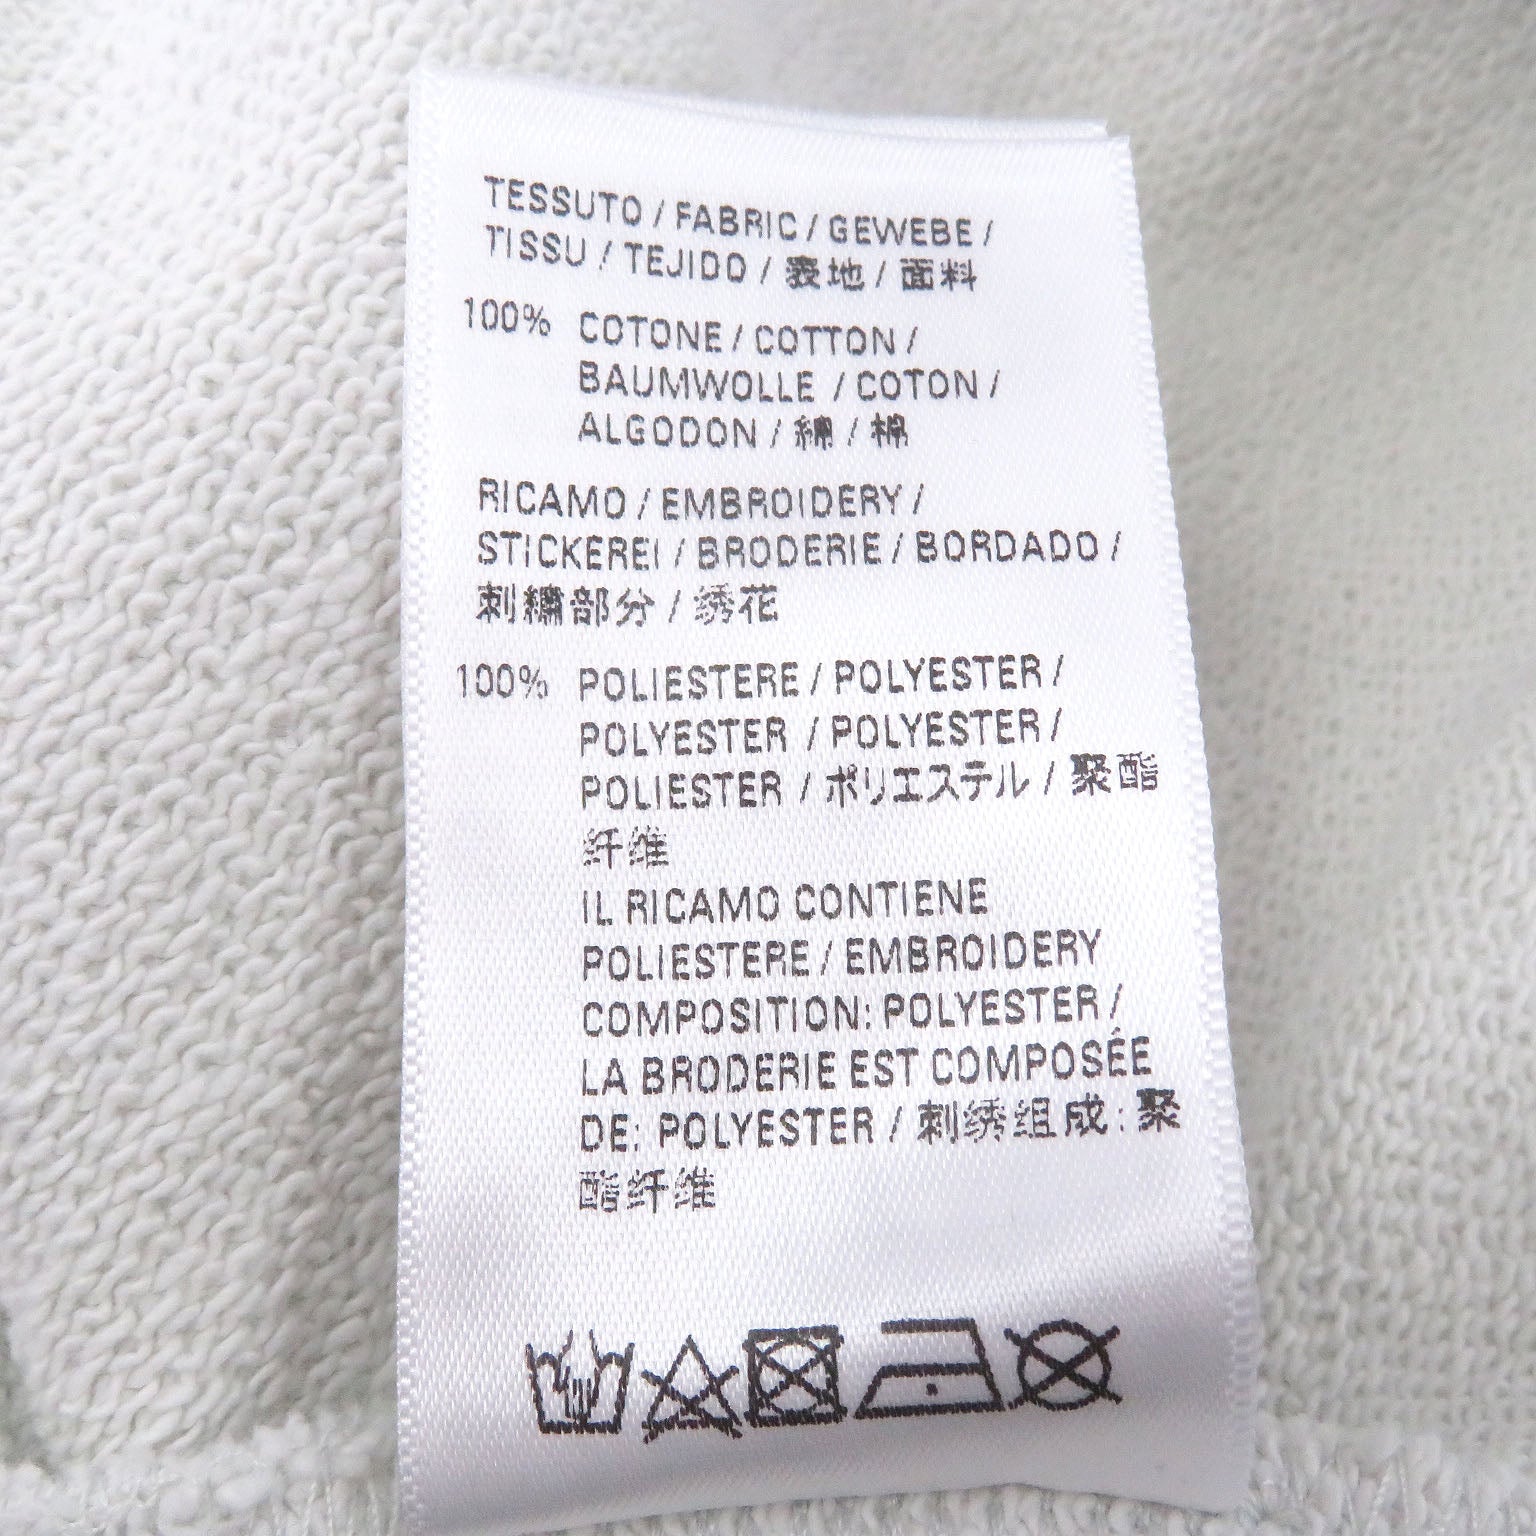 TESSUTO / FABRIC / GEWEBE /
TISSU / TEJIDO / 表地 / 面料
100% COTONE / COTTON /
BAUMWOLLE / COTON /
ALGODON / 綿 / 棉
RICAMO / EMBROIDERY /
STICKEREI / BRODERIE / BORDADO /
刺繍部分 / 绣花
100% POLIESTERE / POLYESTER /
POLYESTER / POLYESTER /
POLIESTER / ポリエステル / 聚酯
纤维
IL RICAMO CONTIENE
POLIESTERE / EMBROIDERY
COMPOSITION: POLYESTER /
LA BRODERIE EST COMPOSÉE
DE: POLYESTER / 刺绣组成: 聚
酯纤维